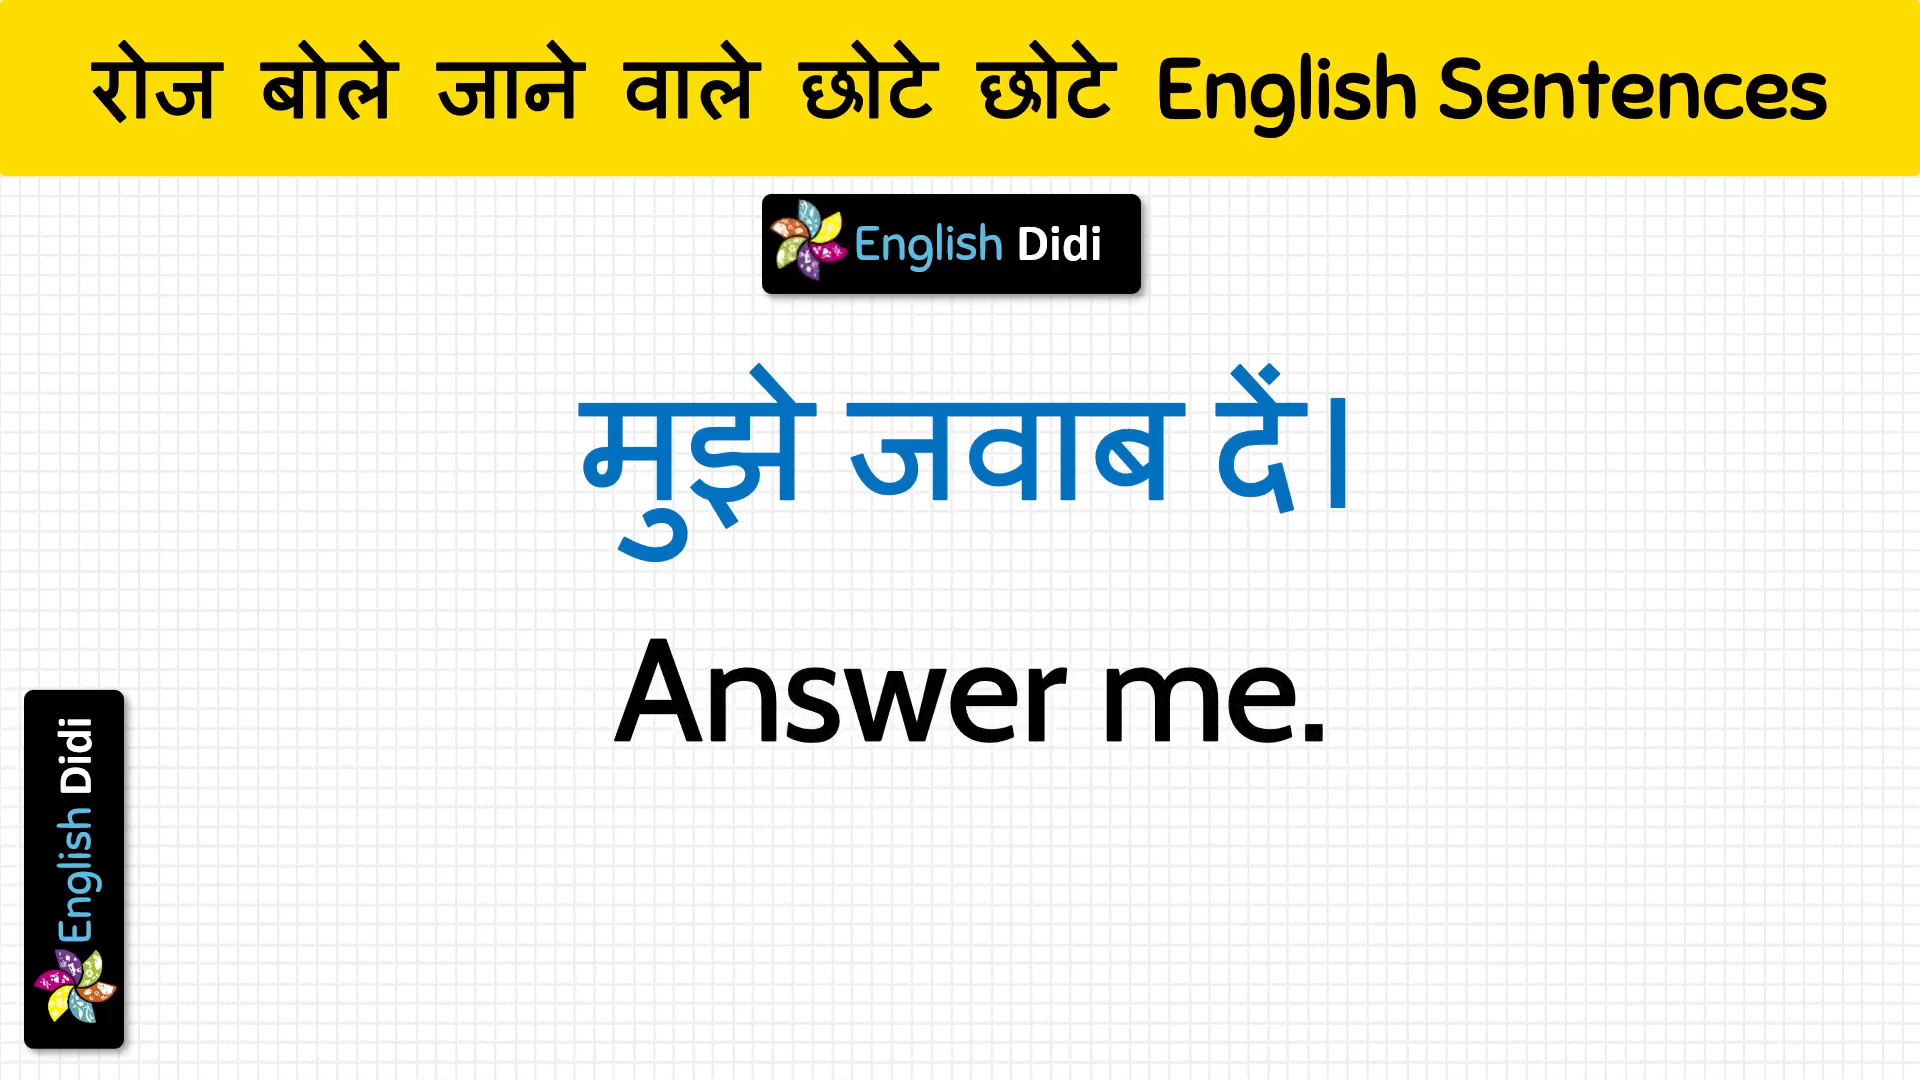 रोज बोले जाने वाले छोटे छोटे English Sentences
English Didi
मुझे जवाब दें।
Answer me.
English Didi